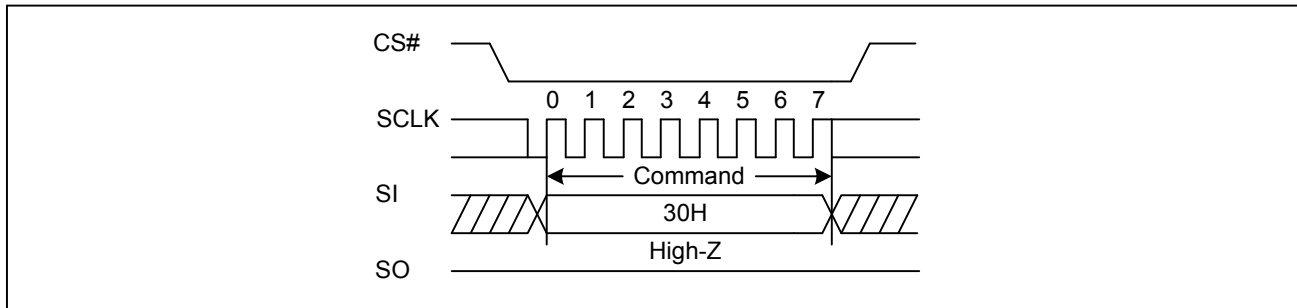 CS#
0 1 2 3 4 5 6 7
SCLK
Command
SI
30H
High-Z
SO